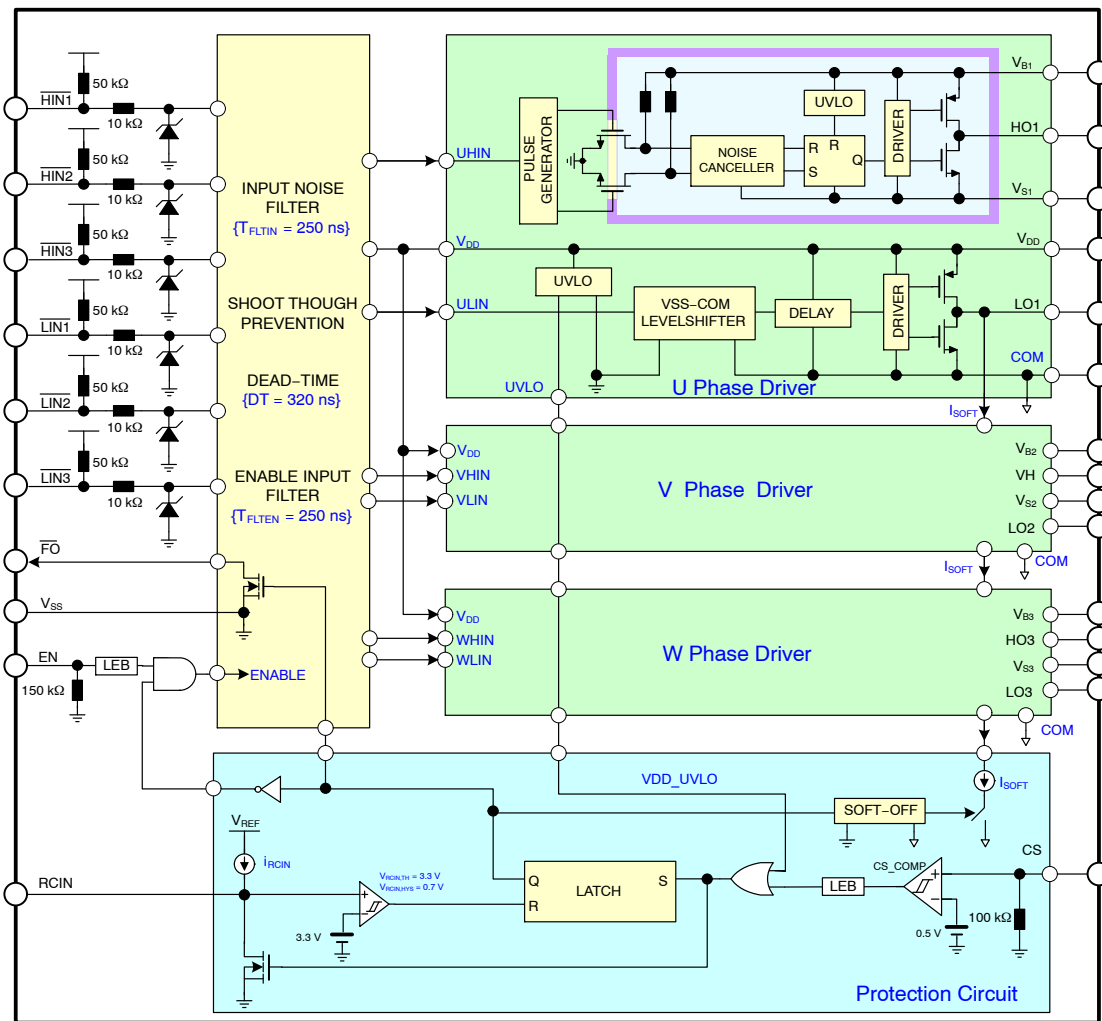 HIN1
50 kΩ
10 kΩ
HIN2
50 kΩ
10 kΩ
HIN3
50 kΩ
10 kΩ
LIN1
50 kΩ
10 kΩ
LIN2
50 kΩ
10 kΩ
LIN3
50 kΩ
10 kΩ
FO
VSS
EN
LEB
150 kΩ
RCIN
INPUT NOISE
FILTER
{TFLTIN = 250 ns}
SHOOT THOUGH
PREVENTION
DEAD−TIME
{DT = 320 ns}
ENABLE INPUT
FILTER
{TFLTEN = 250 ns}
ENABLE
UHIN
PULSE
GENERATOR
NOISE
CANCELLER
UVLO
R
R
S
Q
DRIVER
VB1
HO1
VS1
VDD
VDD
UVLO
ULIN
VSS−COM
LEVELSHIFTER
DELAY
DRIVER
LO1
COM
U Phase Driver
UVLO
ISOFT
VDD
VHIN
VLIN
V Phase Driver
VB2
VH
VS2
LO2
COM
ISOFT
VDD
WHIN
WLIN
W Phase Driver
VB3
HO3
VS3
LO3
COM
VDD_UVLO
ISOFT
SOFT−OFF
VREF
iRCIN
VRCIN,TH = 3.3 V
VRCIN,HYS = 0.7 V
+
−
3.3 V
Q
R
LATCH
S
LEB
CS_COMP
+
−
0.5 V
100 kΩ
CS
Protection Circuit